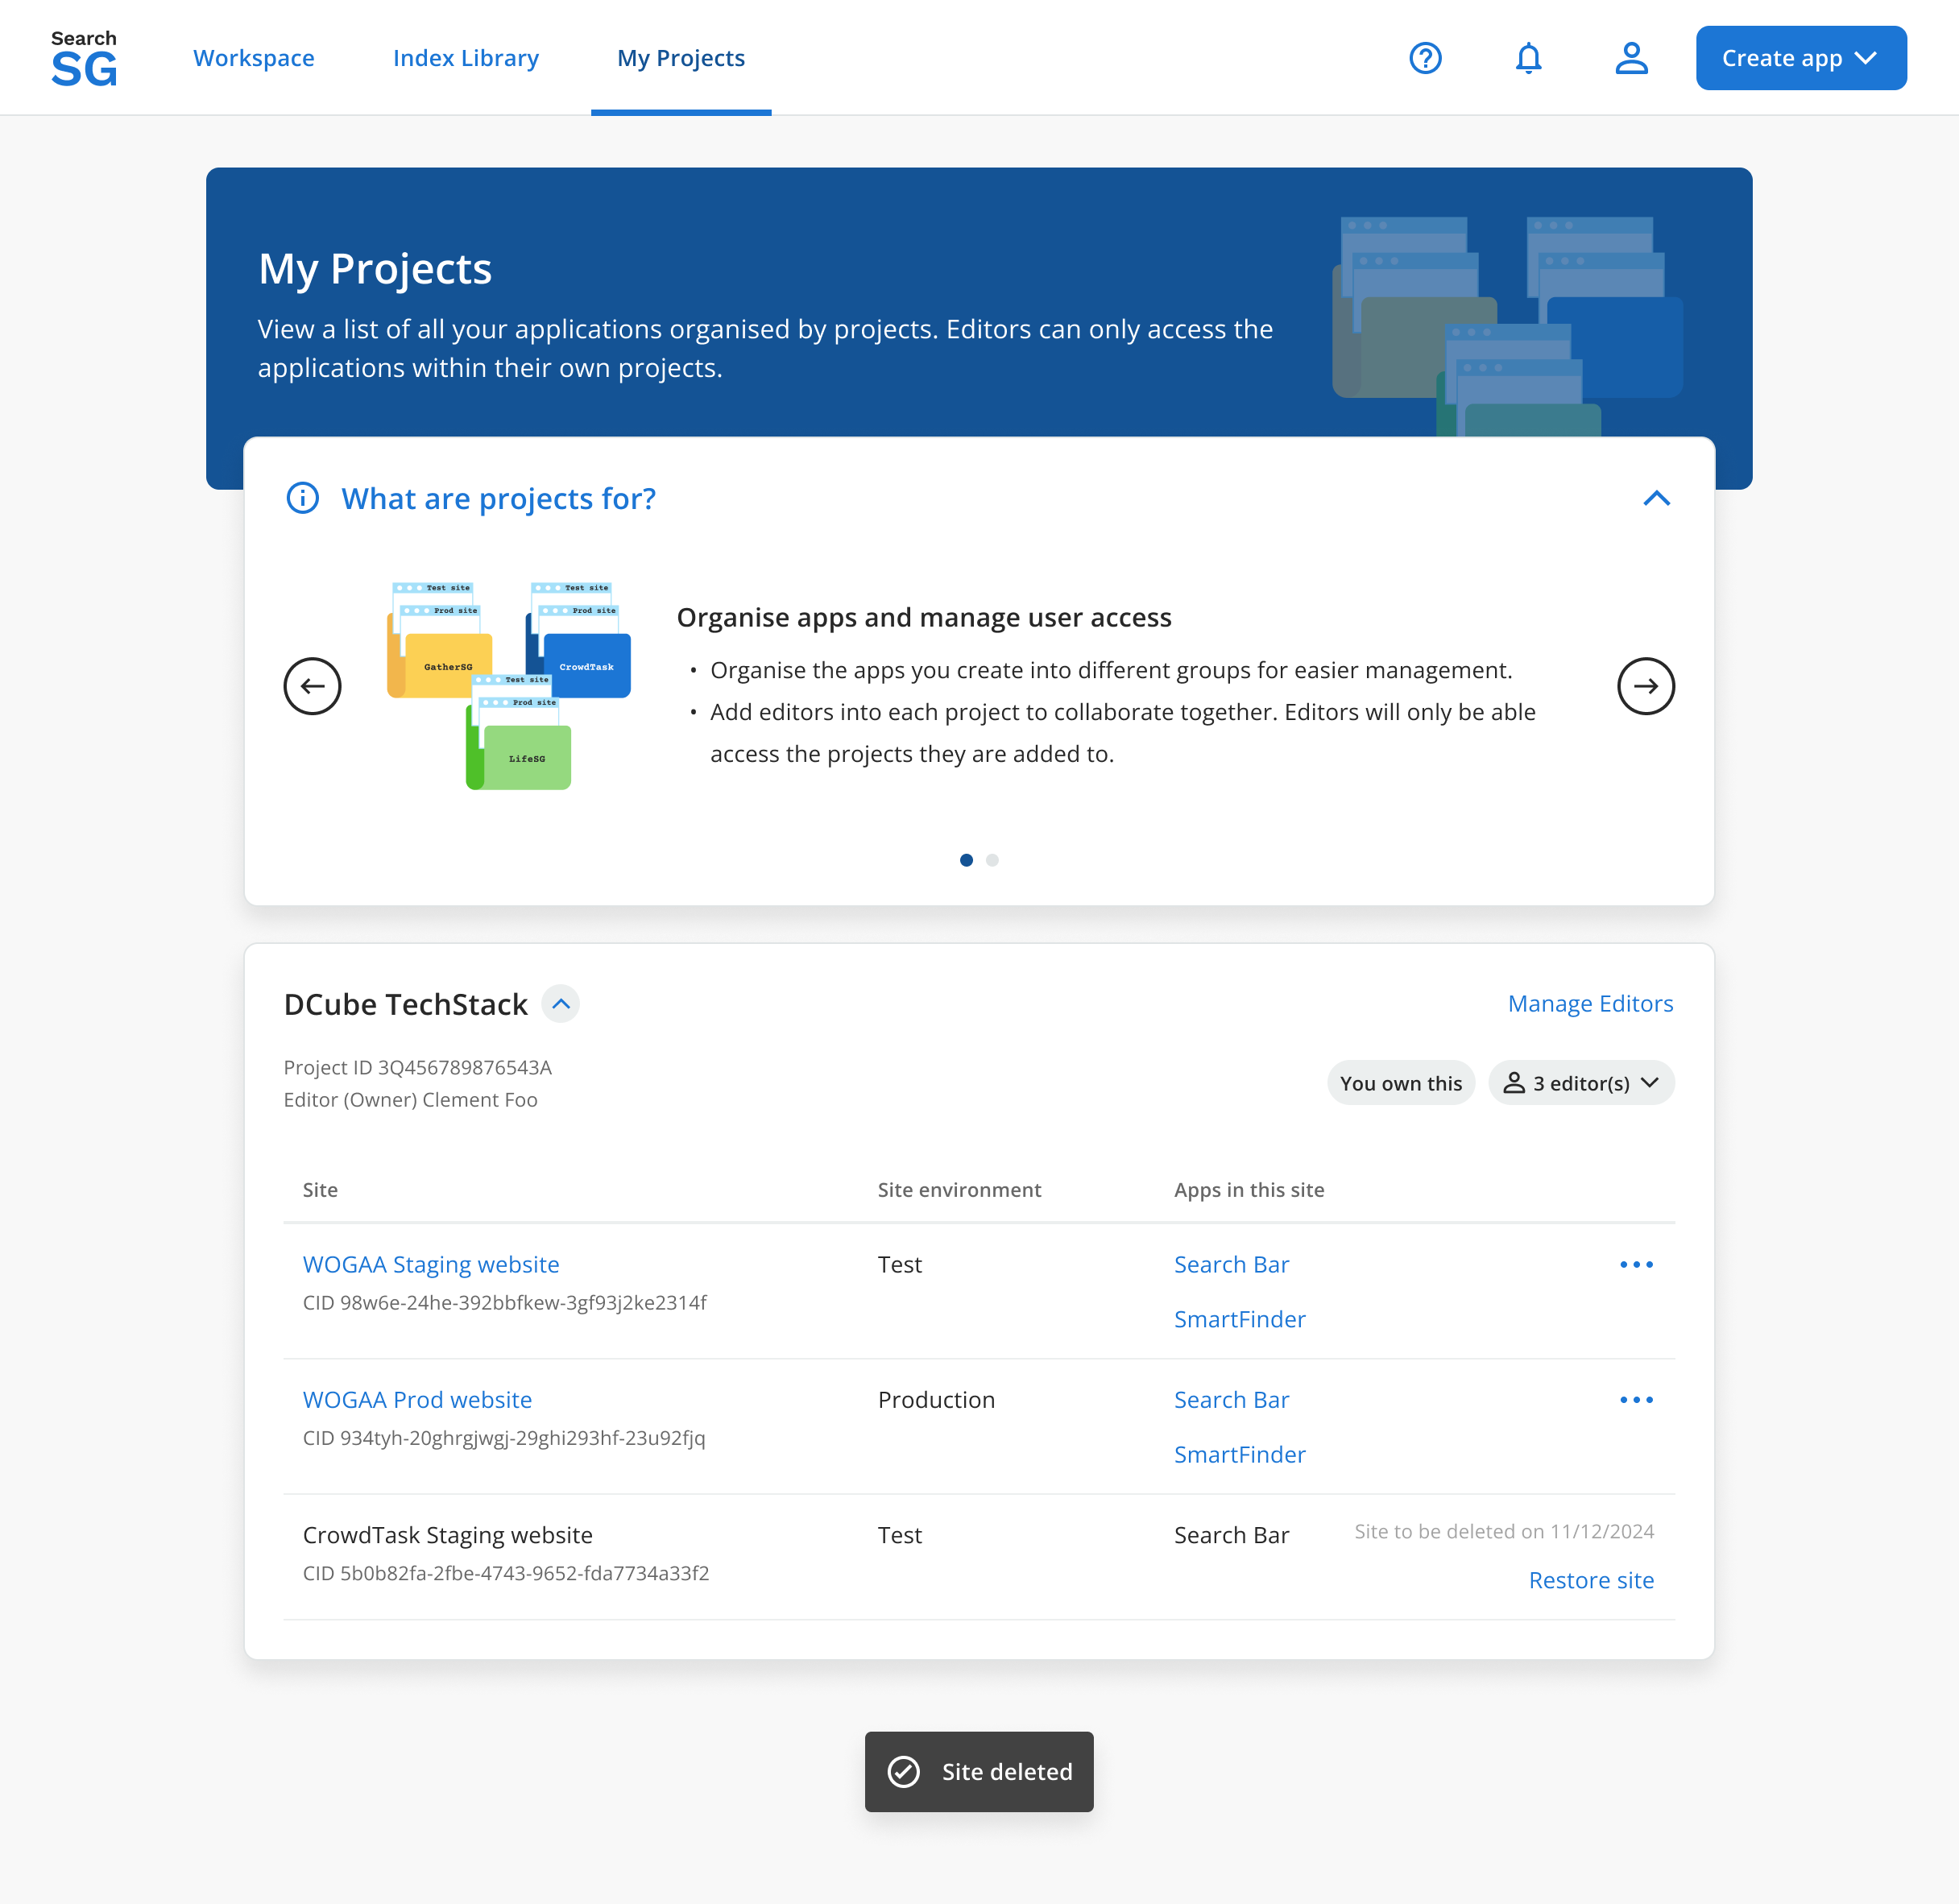 Search
SG
Workspace
Index Library
My Projects
Create app
My Projects
View a list of all your applications organised by projects. Editors can only access the
applications within their own projects.
What are projects for?
Test site
Prod site
GatherSG
Test site
Prod site
CrowdTask
Test site
Prod site
LifeSG
Organise apps and manage user access
• Organise the apps you create into different groups for easier management.
• Add editors into each project to collaborate together. Editors will only be able
access the projects they are added to.
DCube TechStack
Manage Editors
Project ID 3Q456789876543A
Editor (Owner) Clement Foo
You own this
3 editor(s)
Site
Site environment
Apps in this site
WOGAA Staging website
CID 98w6e-24he-392bbfkew-3gf93j2ke2314f
Test
Search Bar
SmartFinder
WOGAA Prod website
CID 934tyh-20ghrgjwgj-29ghi293hf-23u92fjq
Production
Search Bar
SmartFinder
CrowdTask Staging website
CID 5b0b82fa-2fbe-4743-9652-fda7734a33f2
Test
Search Bar
Site to be deleted on 11/12/2024
Restore site
Site deleted